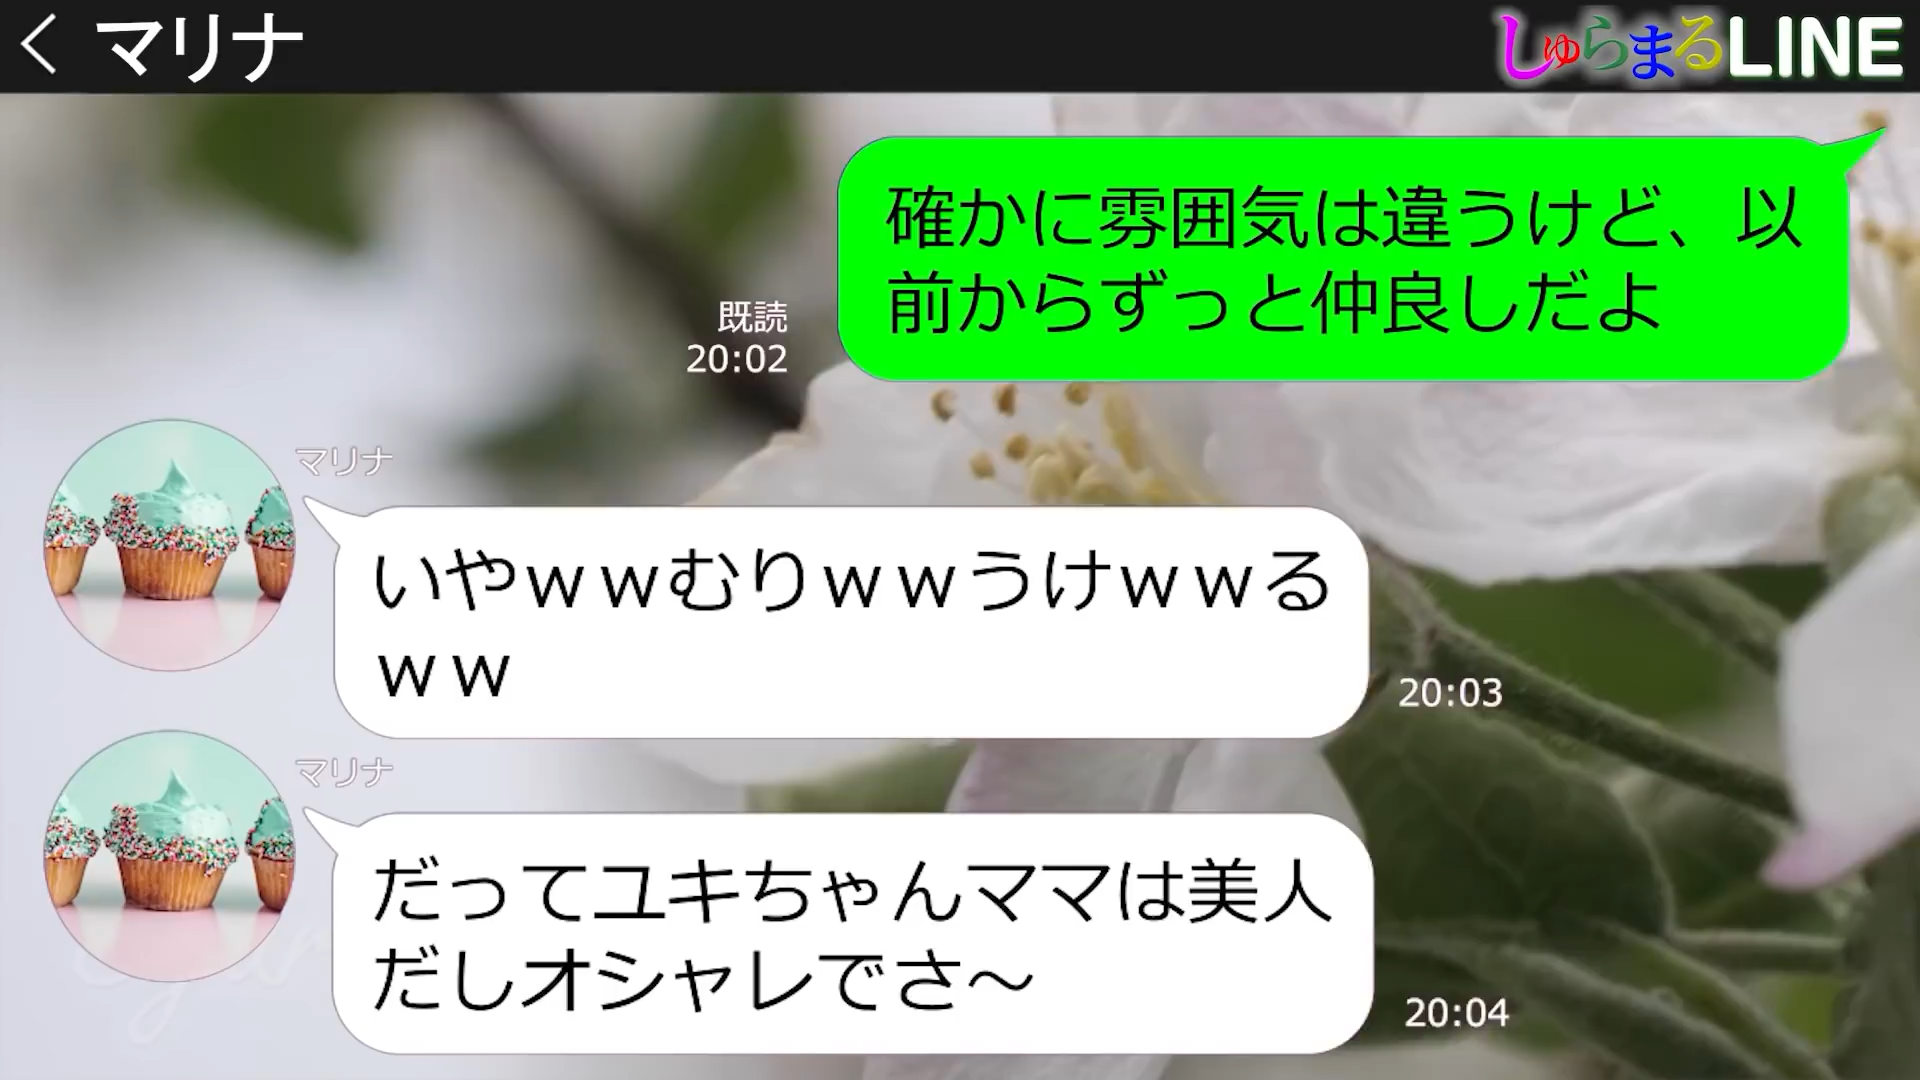 マリナ
しゅらまるLINE
確かに雰囲気は違うけど、以
前からずっと仲良しだよ
既読
20:02
マリナ
いやｗｗむりｗｗうけｗｗる
ｗｗ
20:03
マリナ
だってユキちゃんママは美人
だしオシャレでさ～
20:04